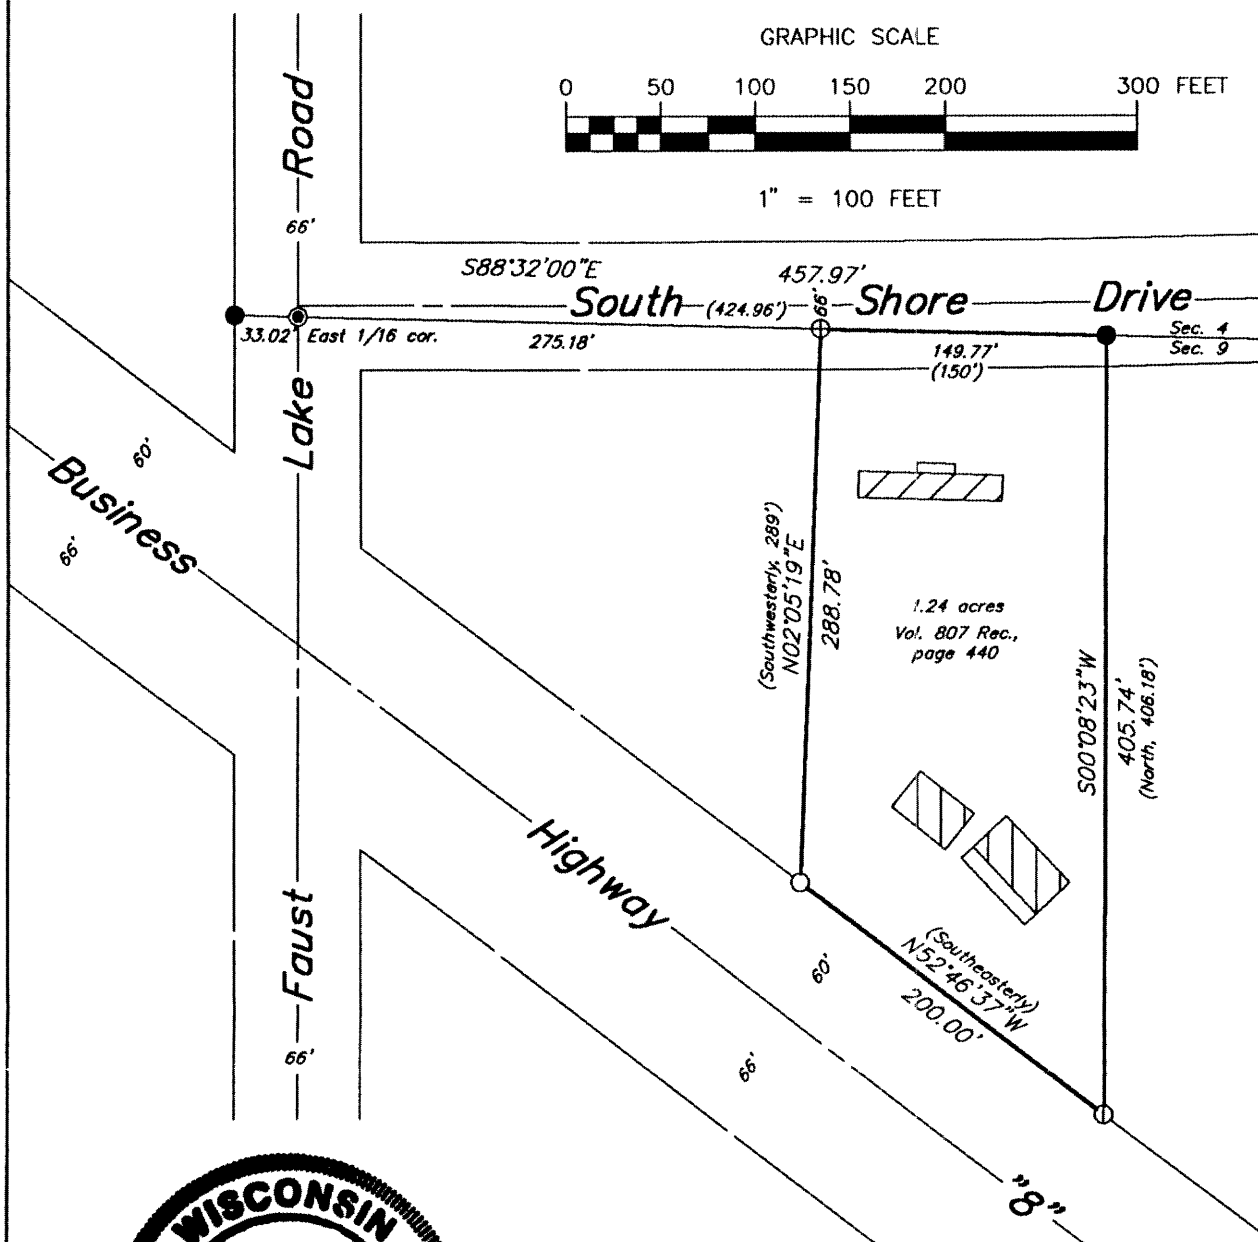 GRAPHIC SCALE
0 50 100 150 200 300 FEET
1" = 100 FEET
Road
66'
S88°32'00"E
457.97'
South (424.96') 66' Shore Drive
33.02' East 1/16 cor.
275.18'
149.77'
(150')
Sec. 4
Sec. 9
Lake
60'
Business
66'
(Southwesterly, 289')
N02°05'19"E
288.78'
1.24 acres
Vol. 807 Rec.,
page 440
S00°08'23"W
405.74'
(North, 406.18')
Highway
Faust
(Southeasterly)
N52°46'37"W
200.00'
60'
66'
66'
"8"
WISCONSIN